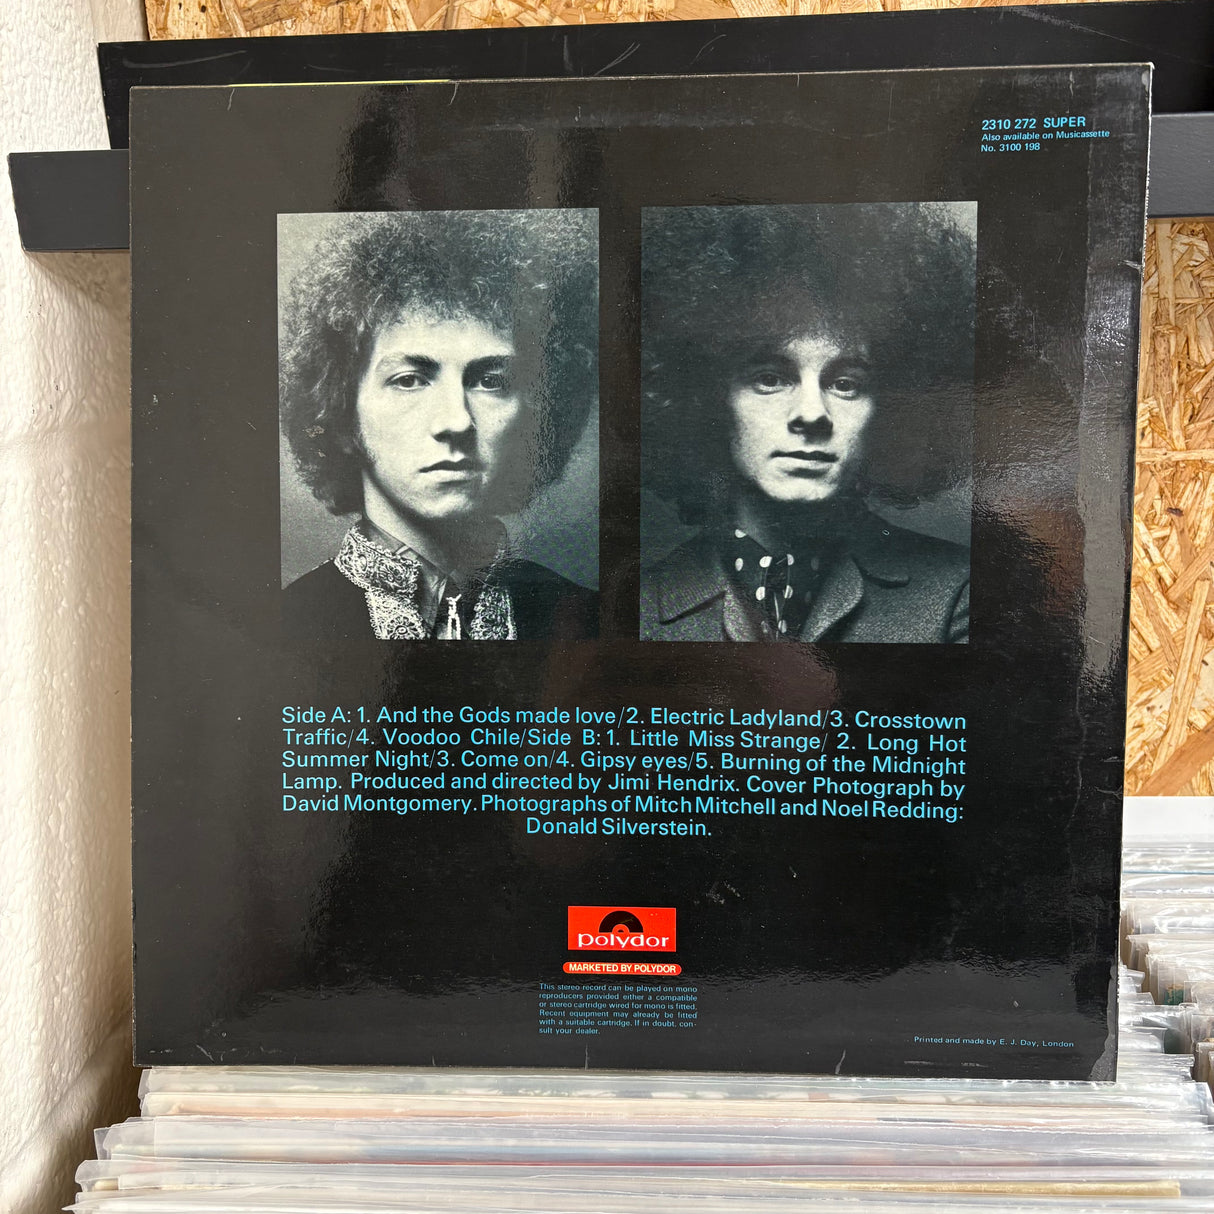 2310 272 SUPER
Also available on Musicassette
No. 3100 198
Side A: 1. And the Gods made love/2. Electric Ladyland/3. Crosstown
Traffic/4. Voodoo Chile/Side B: 1. Little Miss Strange/ 2. Long Hot
Summer Night/3. Come on/4. Gipsy eyes/5. Burning of the Midnight
Lamp. Produced and directed by Jimi Hendrix. Cover Photograph by
David Montgomery. Photographs of Mitch Mitchell and Noel Redding:
Donald Silverstein.
polydor
MARKETED BY POLYDOR
This stereo record can be played on mono
reproducers provided either a compatible
or stereo cartridge wired for mono is fitted.
Recent equipment may already be fitted
with a suitable cartridge. If in doubt, con-
sult your dealer.
Printed and made by E. J. Day, London